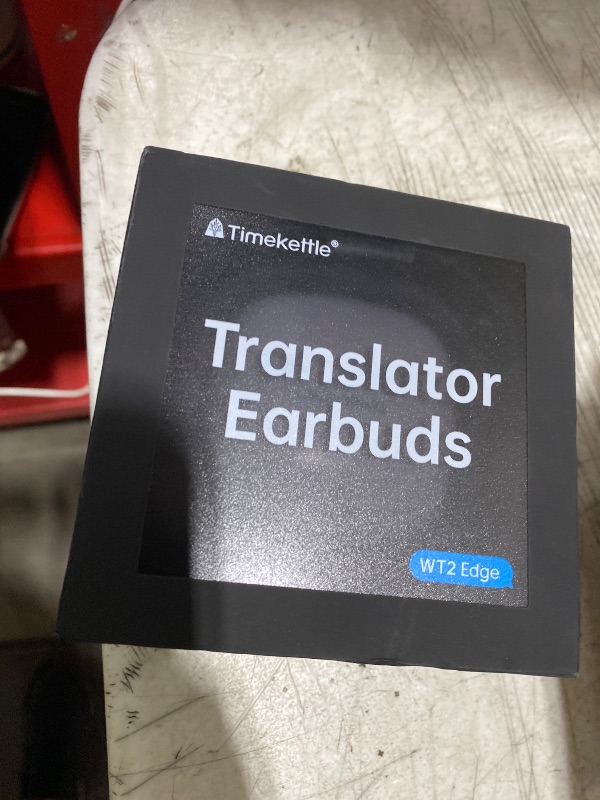 Timekettle®
Translator
Earbuds
WT2 Edge